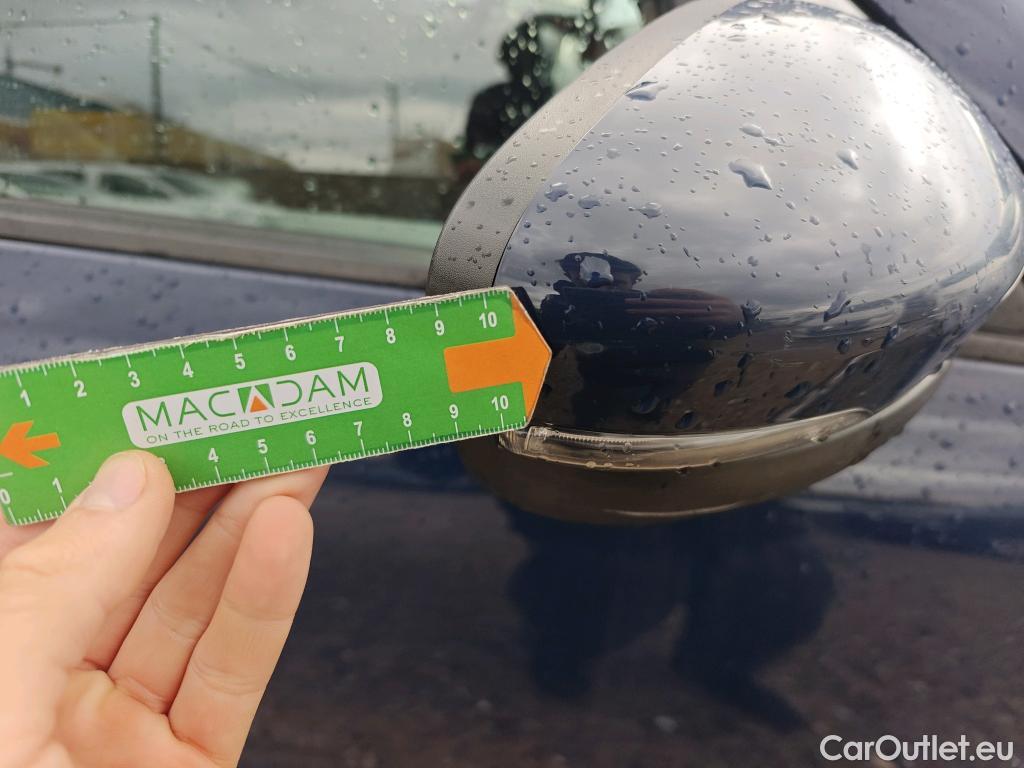 1 2 3 4 5 6 7 8 9 10
MACADAM
ON THE ROAD TO EXCELLENCE
0 1 4 5 6 7 8 9 10
CarOutlet.eu